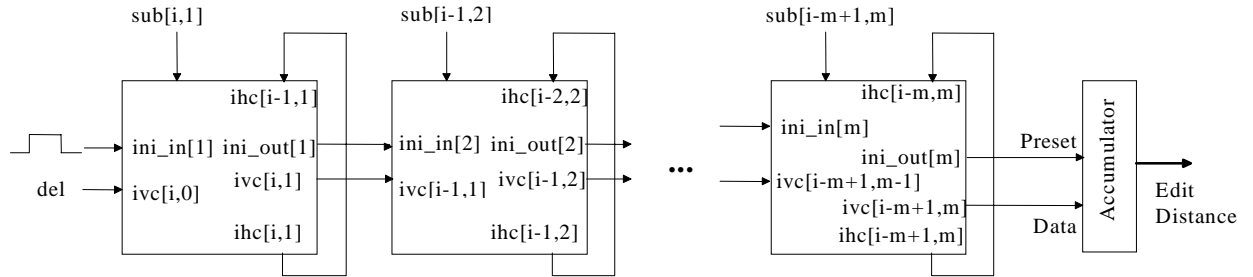 sub[i,1]
sub[i-1,2]
sub[i-m+1,m]
ihc[i-1,1]
ihc[i-2,2]
ihc[i-m,m]
ini_in[1]
ini_out[1]
ini_in[2]
ini_out[2]
ini_in[m]
ini_out[m]
Preset
del
ivc[i,0]
ivc[i,1]
ivc[i-1,1]
ivc[i-1,2]
...
ivc[i-m+1,m-1]
ivc[i-m+1,m]
Data
ihc[i,1]
ihc[i-1,2]
ihc[i-m+1,m]
Accumulator
Edit
Distance